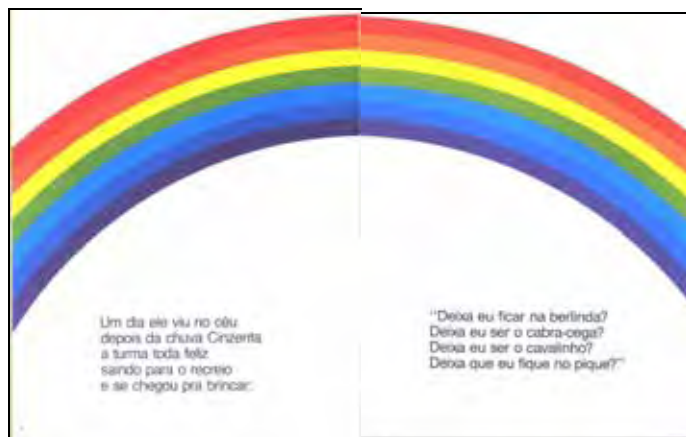 Um dia ele viu no céu
depois da chuva Cinzenta
a turma toda feliz
saindo para o recreio
e se chegou pra brincar:
"Deixa eu ficar na berlinda?
Deixa eu ser o cabra-cega?
Deixa eu ser o cavalinho?
Deixa que eu fique no pique?"